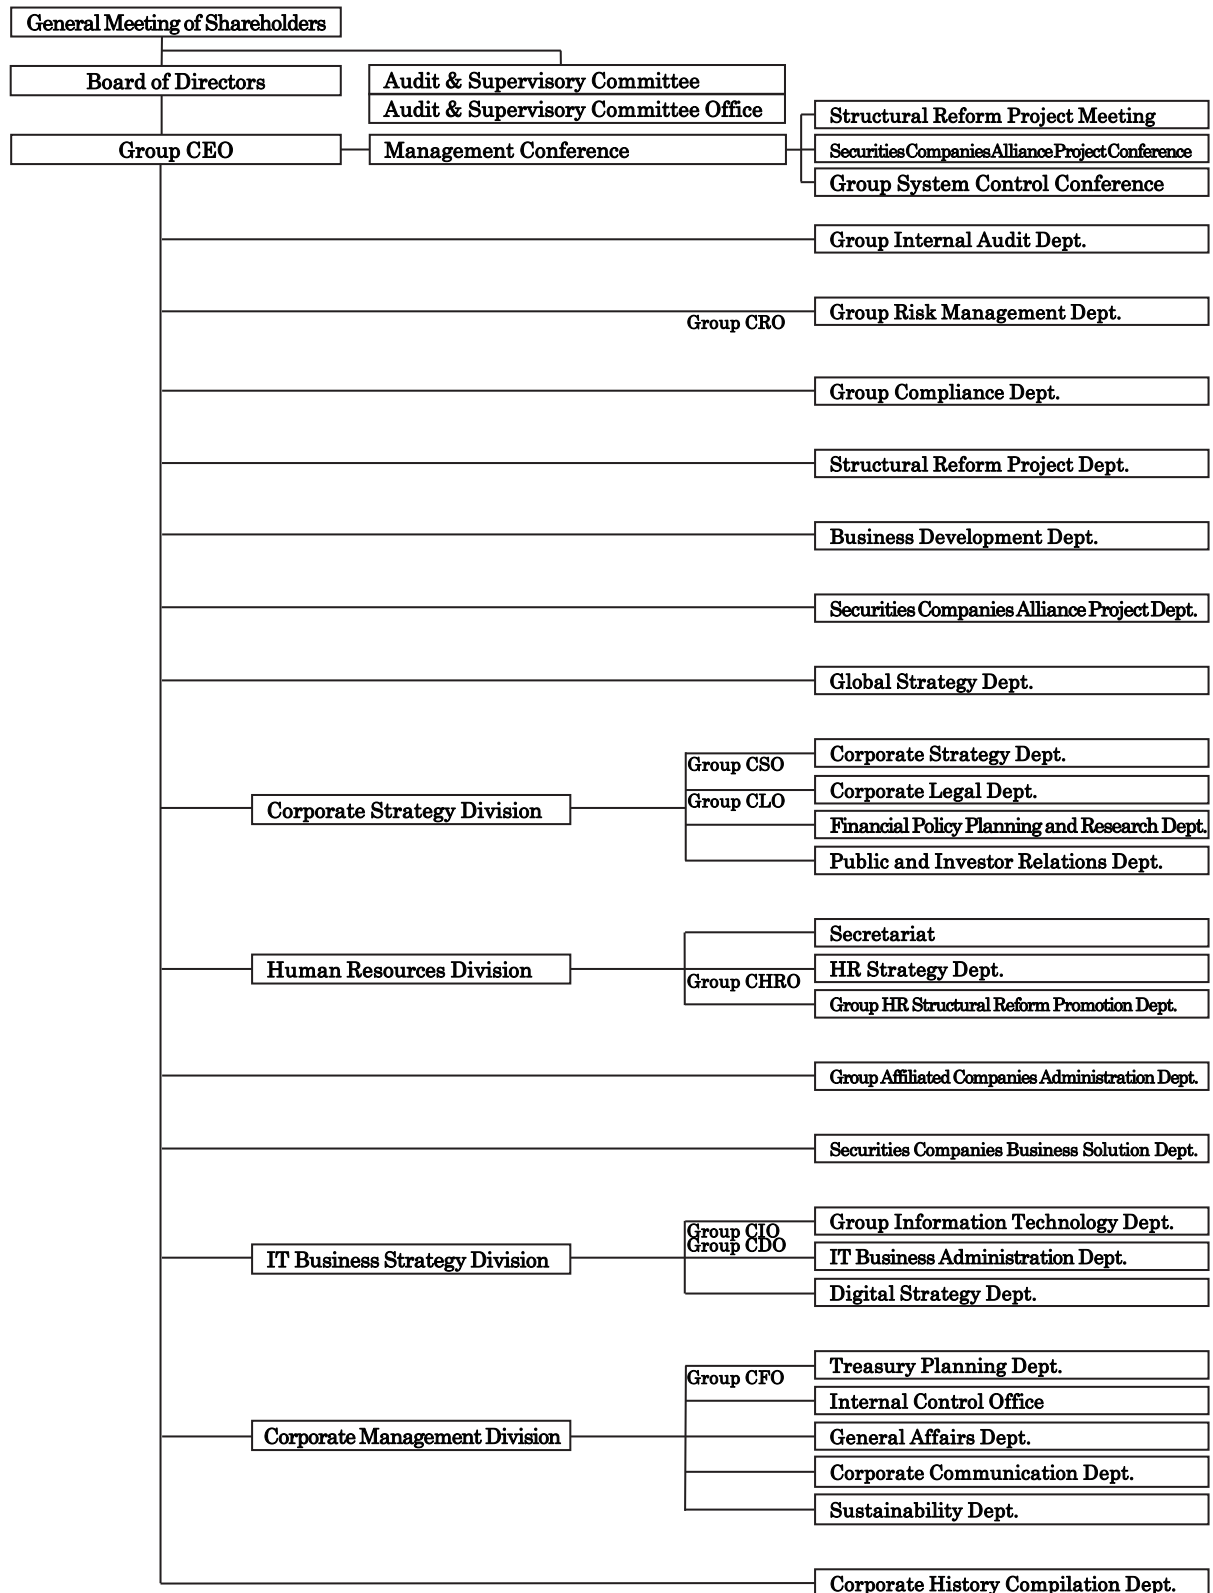 General Meeting of Shareholders
Board of Directors
Audit & Supervisory Committee
Audit & Supervisory Committee Office
Group CEO
Management Conference
Structural Reform Project Meeting
Securities Companies Alliance Project Conference
Group System Control Conference
Group Internal Audit Dept.
Group CRO
Group Risk Management Dept.
Group Compliance Dept.
Structural Reform Project Dept.
Business Development Dept.
Securities Companies Alliance Project Dept.
Global Strategy Dept.
Corporate Strategy Division
Group CSO
Corporate Strategy Dept.
Group CLO
Corporate Legal Dept.
Financial Policy Planning and Research Dept.
Public and Investor Relations Dept.
Human Resources Division
Secretariat
Group CHRO
HR Strategy Dept.
Group HR Structural Reform Promotion Dept.
Group Affiliated Companies Administration Dept.
Securities Companies Business Solution Dept.
IT Business Strategy Division
Group CIO
Group CDO
Group Information Technology Dept.
IT Business Administration Dept.
Digital Strategy Dept.
Corporate Management Division
Group CFO
Treasury Planning Dept.
Internal Control Office
General Affairs Dept.
Corporate Communication Dept.
Sustainability Dept.
Corporate History Compilation Dept.